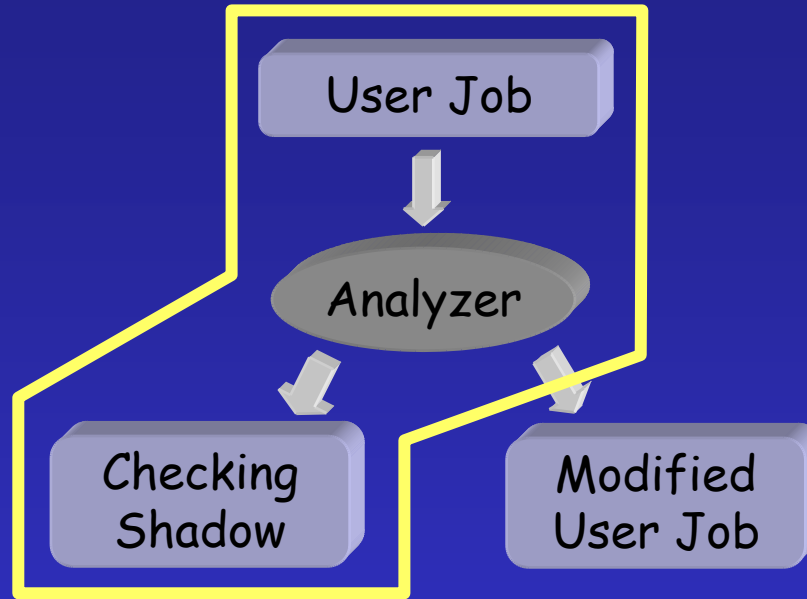 User Job
Analyzer
Checking
Shadow
Modified
User Job